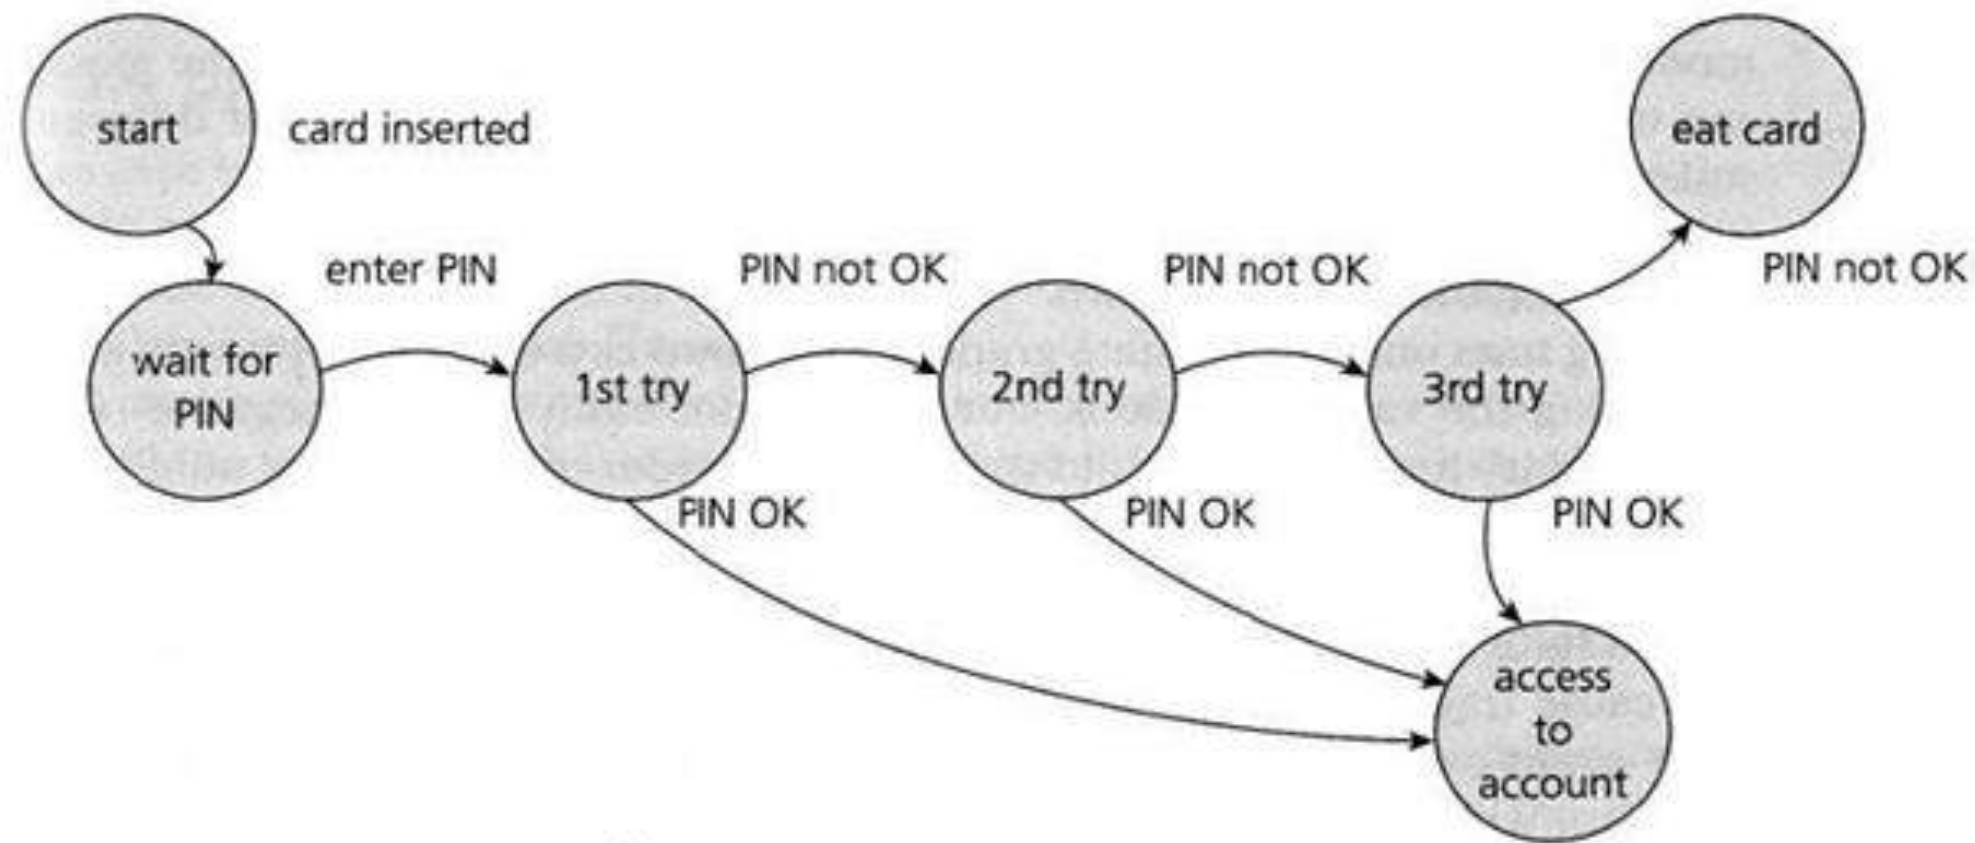 start
card inserted
eat card
enter PIN
PIN not OK
PIN not OK
PIN not OK
wait for
PIN
1st try
2nd try
3rd try
PIN OK
PIN OK
PIN OK
access
to
account